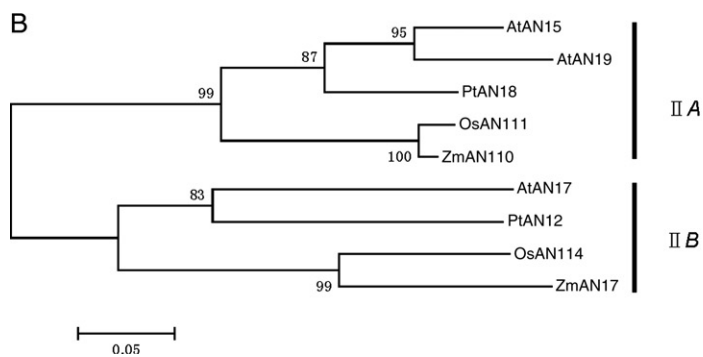 B
95
AtAN15
87
AtAN19
99
PtAN18
ⅡA
OsAN111
100
ZmAN110
83
AtAN17
PtAN12
ⅡB
OsAN114
99
ZmAN17
0.05